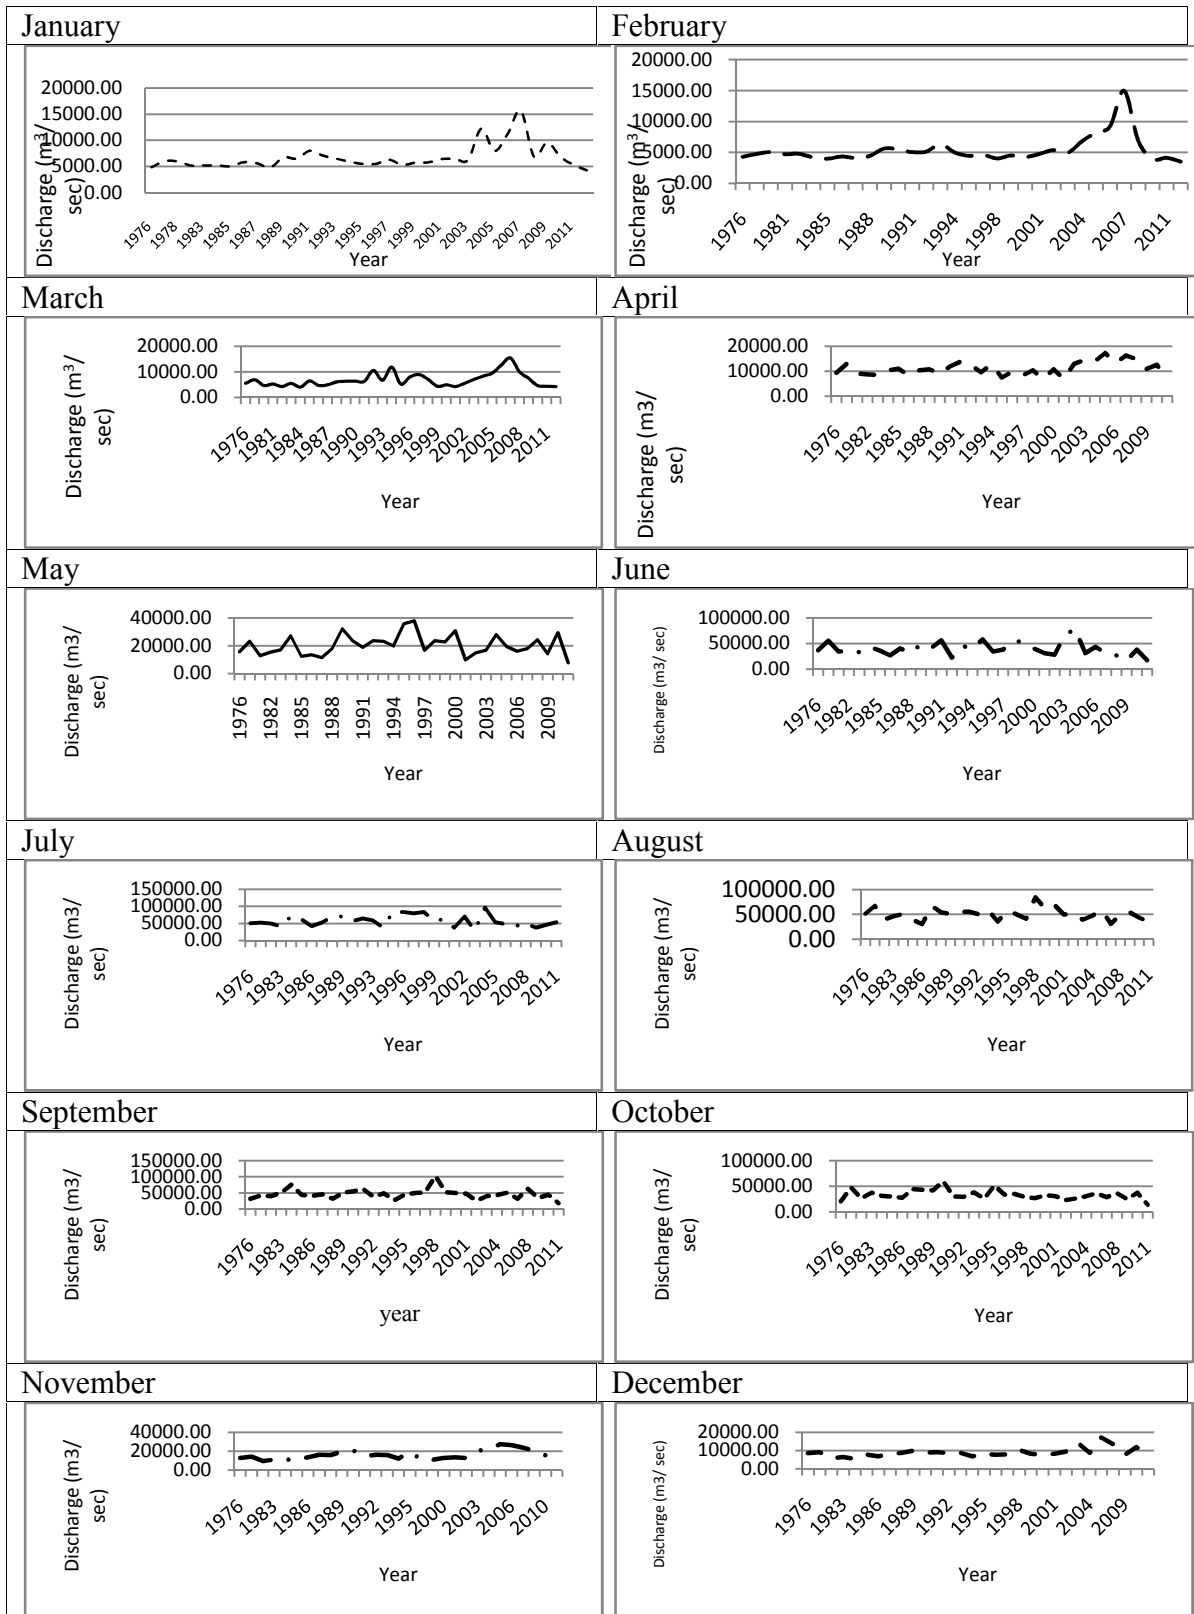 January
February
20000.00
15000.00
10000.00
5000.00
0.00
Discharge (m³/
sec)
1976 1978 1983 1985 1987 1989 1991 1993 1995 1997 1999 2001 2003 2005 2007 2009 2011
Year
20000.00
15000.00
10000.00
5000.00
0.00
Discharge (m³/
sec)
1976 1981 1985 1988 1991 1994 1998 2001 2004 2007 2011
Year
March
April
20000.00
10000.00
0.00
Discharge (m³/
sec)
1976 1981 1984 1987 1990 1993 1996 1999 2002 2005 2008 2011
Year
20000.00
10000.00
0.00
Discharge (m3/
sec)
1976 1982 1985 1988 1991 1994 1997 2000 2003 2006 2009
Year
May
June
40000.00
20000.00
0.00
Discharge (m3/
sec)
1976 1982 1985 1988 1991 1994 1997 2000 2003 2006 2009
Year
100000.00
50000.00
0.00
Discharge (m3/ sec)
1976 1982 1985 1988 1991 1994 1997 2000 2003 2006 2009
Year
July
August
150000.00
100000.00
50000.00
0.00
Discharge (m3/
sec)
1976 1983 1986 1989 1993 1996 1999 2002 2005 2008 2011
Year
100000.00
50000.00
0.00
Discharge (m3/
sec)
1976 1983 1986 1989 1992 1995 1998 2001 2004 2008 2011
Year
September
October
150000.00
100000.00
50000.00
0.00
Discharge (m3/
sec)
1976 1983 1986 1989 1992 1995 1998 2001 2004 2008 2011
year
100000.00
50000.00
0.00
Discharge (m3/
sec)
1976 1983 1986 1989 1992 1995 1998 2001 2004 2008 2011
Year
November
December
40000.00
20000.00
0.00
Discharge (m3/
sec)
1976 1983 1986 1989 1992 1995 2000 2003 2006 2010
Year
20000.00
10000.00
0.00
Discharge (m3/ sec)
1976 1983 1986 1989 1992 1995 1998 2001 2004 2009
Year